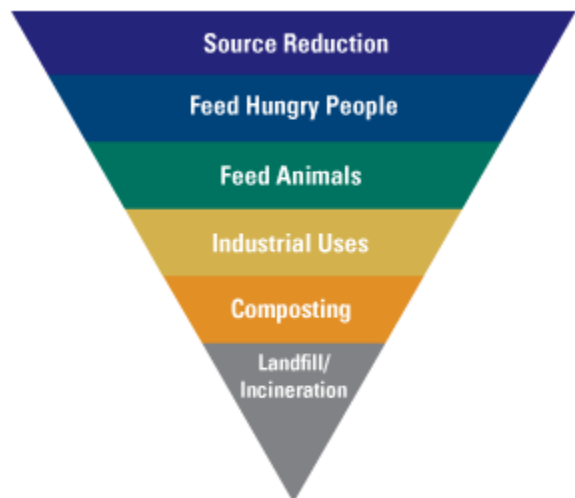 Source Reduction
Feed Hungry People
Feed Animals
Industrial Uses
Composting
Landfill/
Incineration